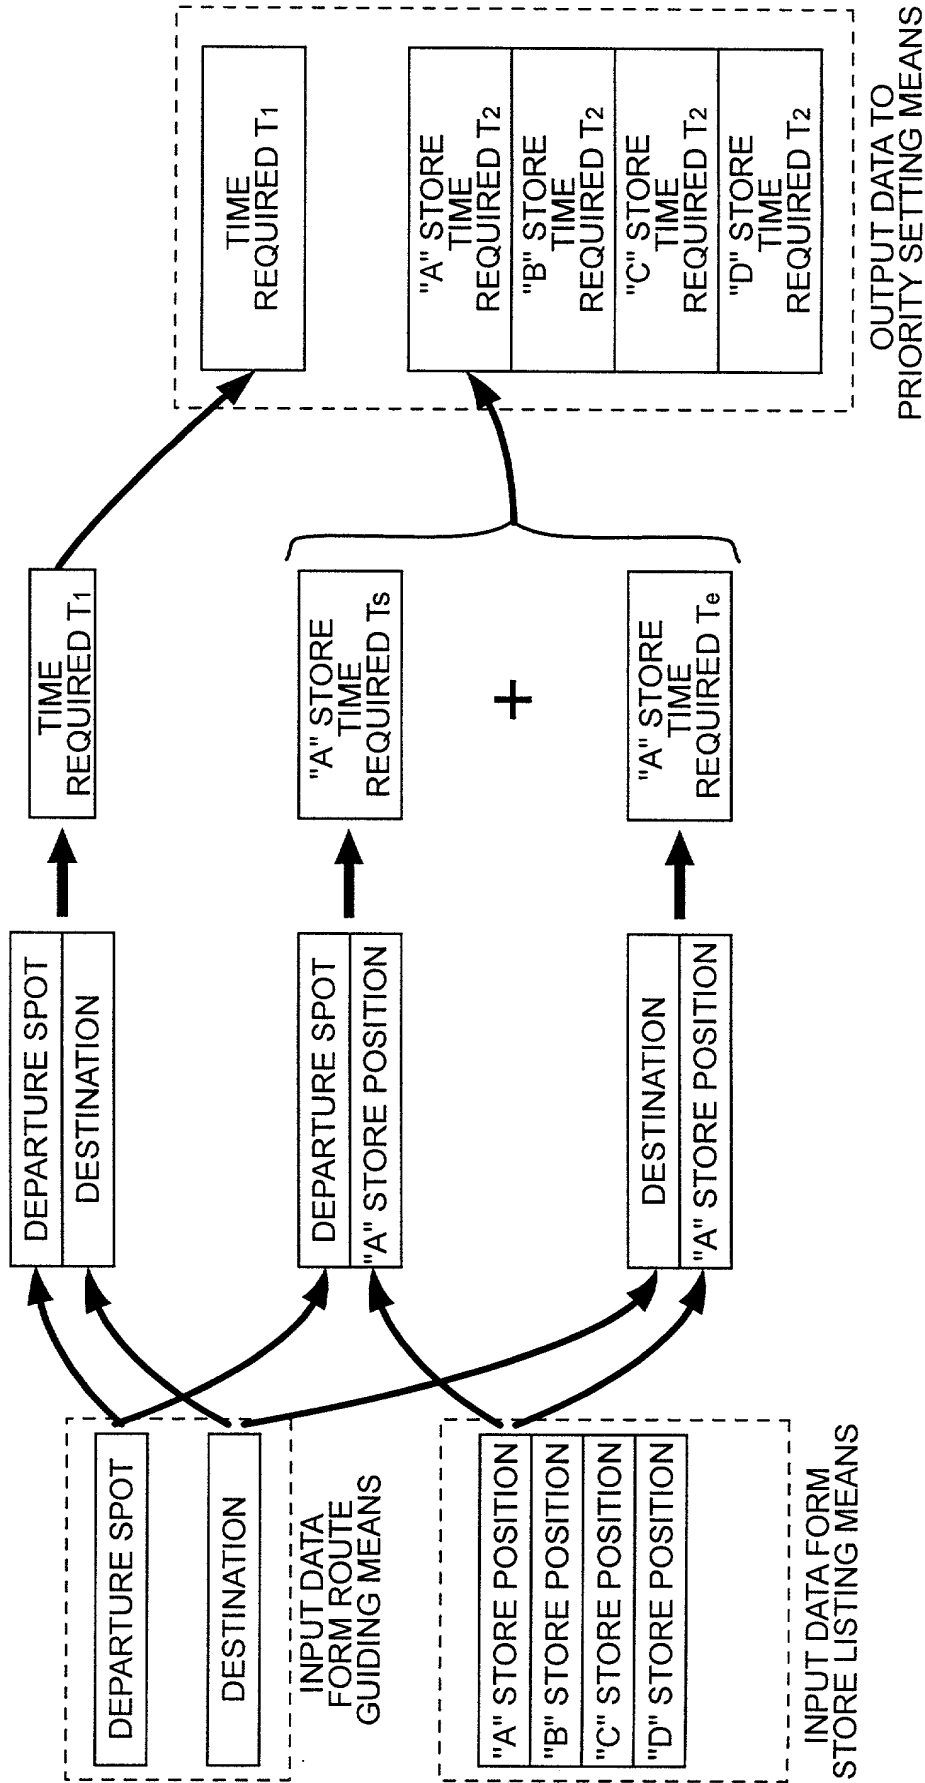 DEPARTURE SPOT
DESTINATION
INPUT DATA
FORM ROUTE
GUIDING MEANS
"A" STORE POSITION
"B" STORE POSITION
"C" STORE POSITION
"D" STORE POSITION
INPUT DATA FORM
STORE LISTING MEANS
DEPARTURE SPOT
DESTINATION
DEPARTURE SPOT
"A" STORE POSITION
DESTINATION
"A" STORE POSITION
TIME
REQUIRED T1
"A" STORE
TIME
REQUIRED Ts
+
"A" STORE
TIME
REQUIRED Te
TIME
REQUIRED T1
"A" STORE
TIME
REQUIRED T2
"B" STORE
TIME
REQUIRED T2
"C" STORE
TIME
REQUIRED T2
"D" STORE
TIME
REQUIRED T2
OUTPUT DATA TO
PRIORITY SETTING MEANS